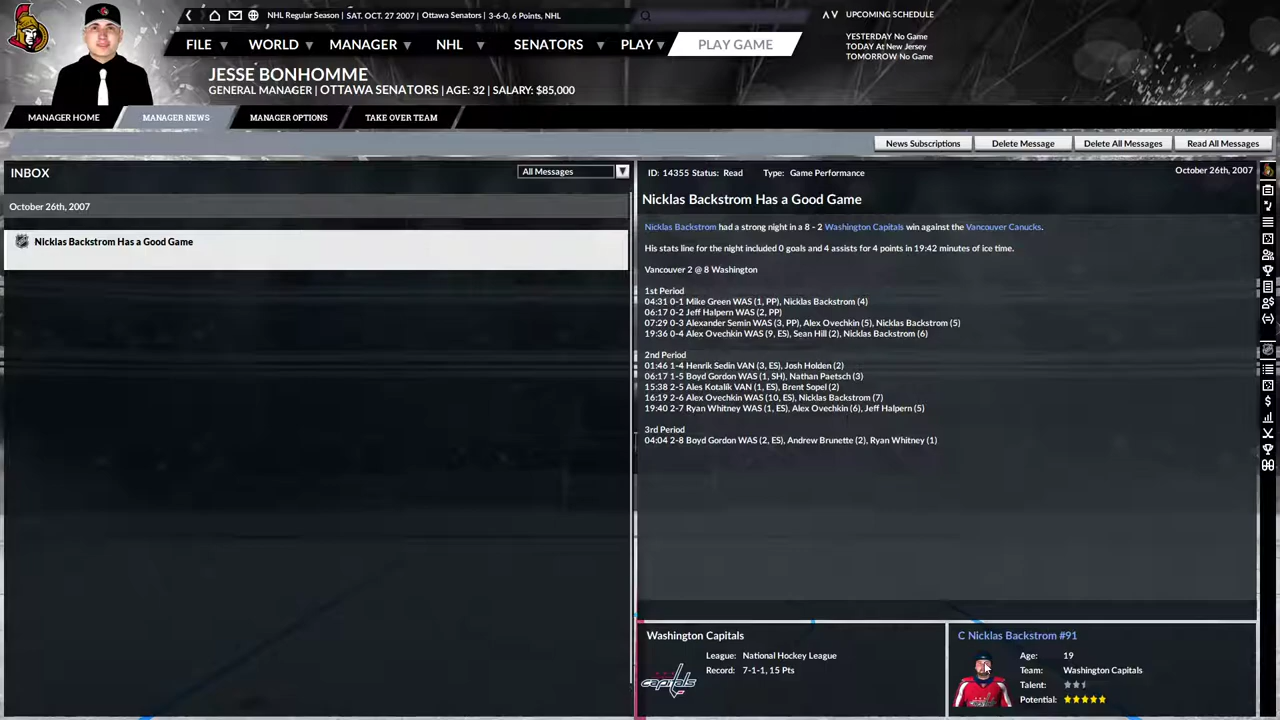 NHL Regular Season | SAT. OCT. 27 2007 | Ottawa Senators | 3-6-0, 6 Points, NHL
UPCOMING SCHEDULE
YESTERDAY No Game
TODAY At New Jersey
TOMORROW No Game
FILE WORLD MANAGER NHL SENATORS PLAY PLAY GAME
JESSE BONHOMME
GENERAL MANAGER | OTTAWA SENATORS | AGE: 32 | SALARY: $85,000
MANAGER HOME MANAGER NEWS MANAGER OPTIONS TAKE OVER TEAM
News Subscriptions Delete Message Delete All Messages Read All Messages
INBOX All Messages
October 26th, 2007
Nicklas Backstrom Has a Good Game
ID: 14355 Status: Read Type: Game Performance October 26th, 2007
Nicklas Backstrom Has a Good Game
Nicklas Backstrom had a strong night in a 8 - 2 Washington Capitals win against the Vancouver Canucks.
His stats line for the night included 0 goals and 4 assists for 4 points in 19:42 minutes of ice time.
Vancouver 2 @ 8 Washington
1st Period
04:31 0-1 Mike Green WAS (1, PP), Nicklas Backstrom (4)
06:17 0-2 Jeff Halpern WAS (2, PP)
07:29 0-3 Alexander Semin WAS (3, PP), Alex Ovechkin (5), Nicklas Backstrom (5)
19:36 0-4 Alex Ovechkin WAS (9, ES), Sean Hill (2), Nicklas Backstrom (6)
2nd Period
01:46 1-4 Henrik Sedin VAN (3, ES), Josh Holden (2)
06:17 1-5 Boyd Gordon WAS (1, SH), Nathan Paetsch (3)
15:38 2-5 Ales Kotalik VAN (1, ES), Brent Sopel (2)
16:19 2-6 Alex Ovechkin WAS (10, ES), Nicklas Backstrom (7)
19:40 2-7 Ryan Whitney WAS (1, ES), Alex Ovechkin (6), Jeff Halpern (5)
3rd Period
04:04 2-8 Boyd Gordon WAS (2, ES), Andrew Brunette (2), Ryan Whitney (1)
Washington Capitals
League: National Hockey League
Record: 7-1-1, 15 Pts
capitals
C Nicklas Backstrom #91
Age: 19
Team: Washington Capitals
Talent:
Potential: